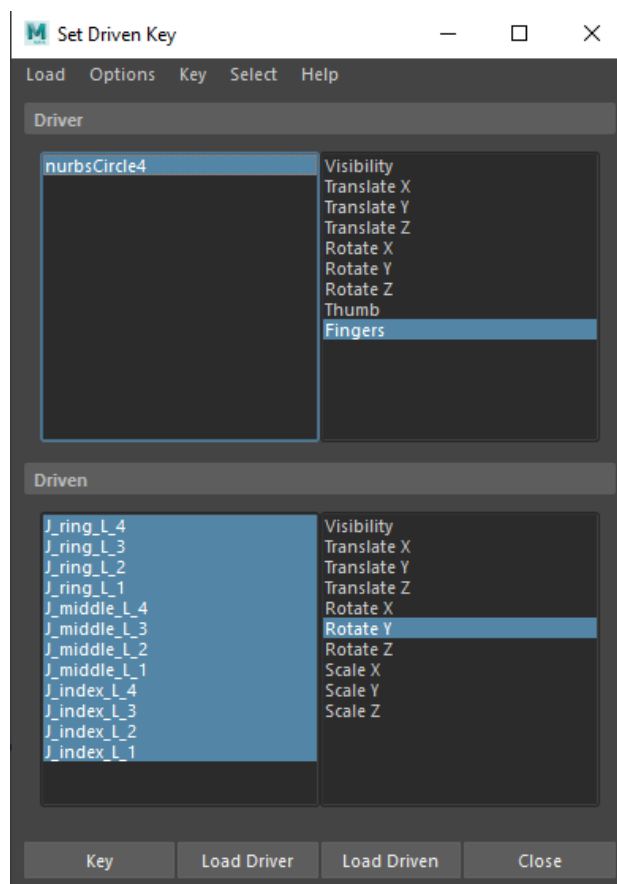 Set Driven Key
Load Options Key Select Help
Driver
nurbsCircle4
Visibility
Translate X
Translate Y
Translate Z
Rotate X
Rotate Y
Rotate Z
Thumb
Fingers
Driven
J_ring_L_4
J_ring_L_3
J_ring_L_2
J_ring_L_1
J_middle_L_4
J_middle_L_3
J_middle_L_2
J_middle_L_1
J_index_L_4
J_index_L_3
J_index_L_2
J_index_L_1
Visibility
Translate X
Translate Y
Translate Z
Rotate X
Rotate Y
Rotate Z
Scale X
Scale Y
Scale Z
Key Load Driver Load Driven Close